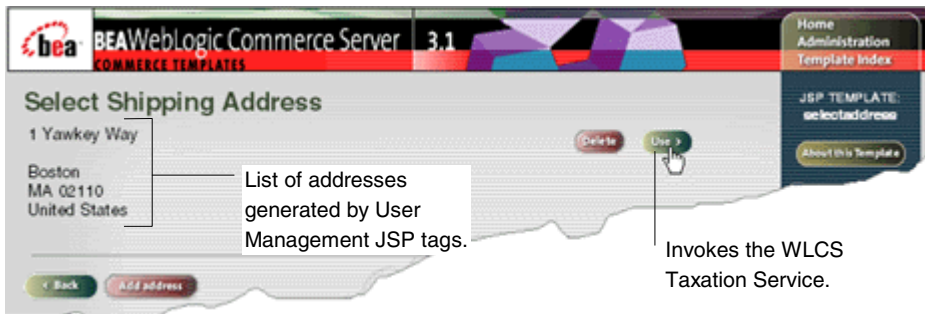 bea BEAWebLogic Commerce Server 3.1
COMMERCE TEMPLATES
Home
Administration
Template Index
Select Shipping Address
JSP TEMPLATE:
selectaddress
1 Yawkey Way
Delete
Use >
About this Template
Boston
MA 02110
United States
List of addresses
generated by User
Management JSP tags.
Invokes the WLCS
Taxation Service.
< Back
Add address